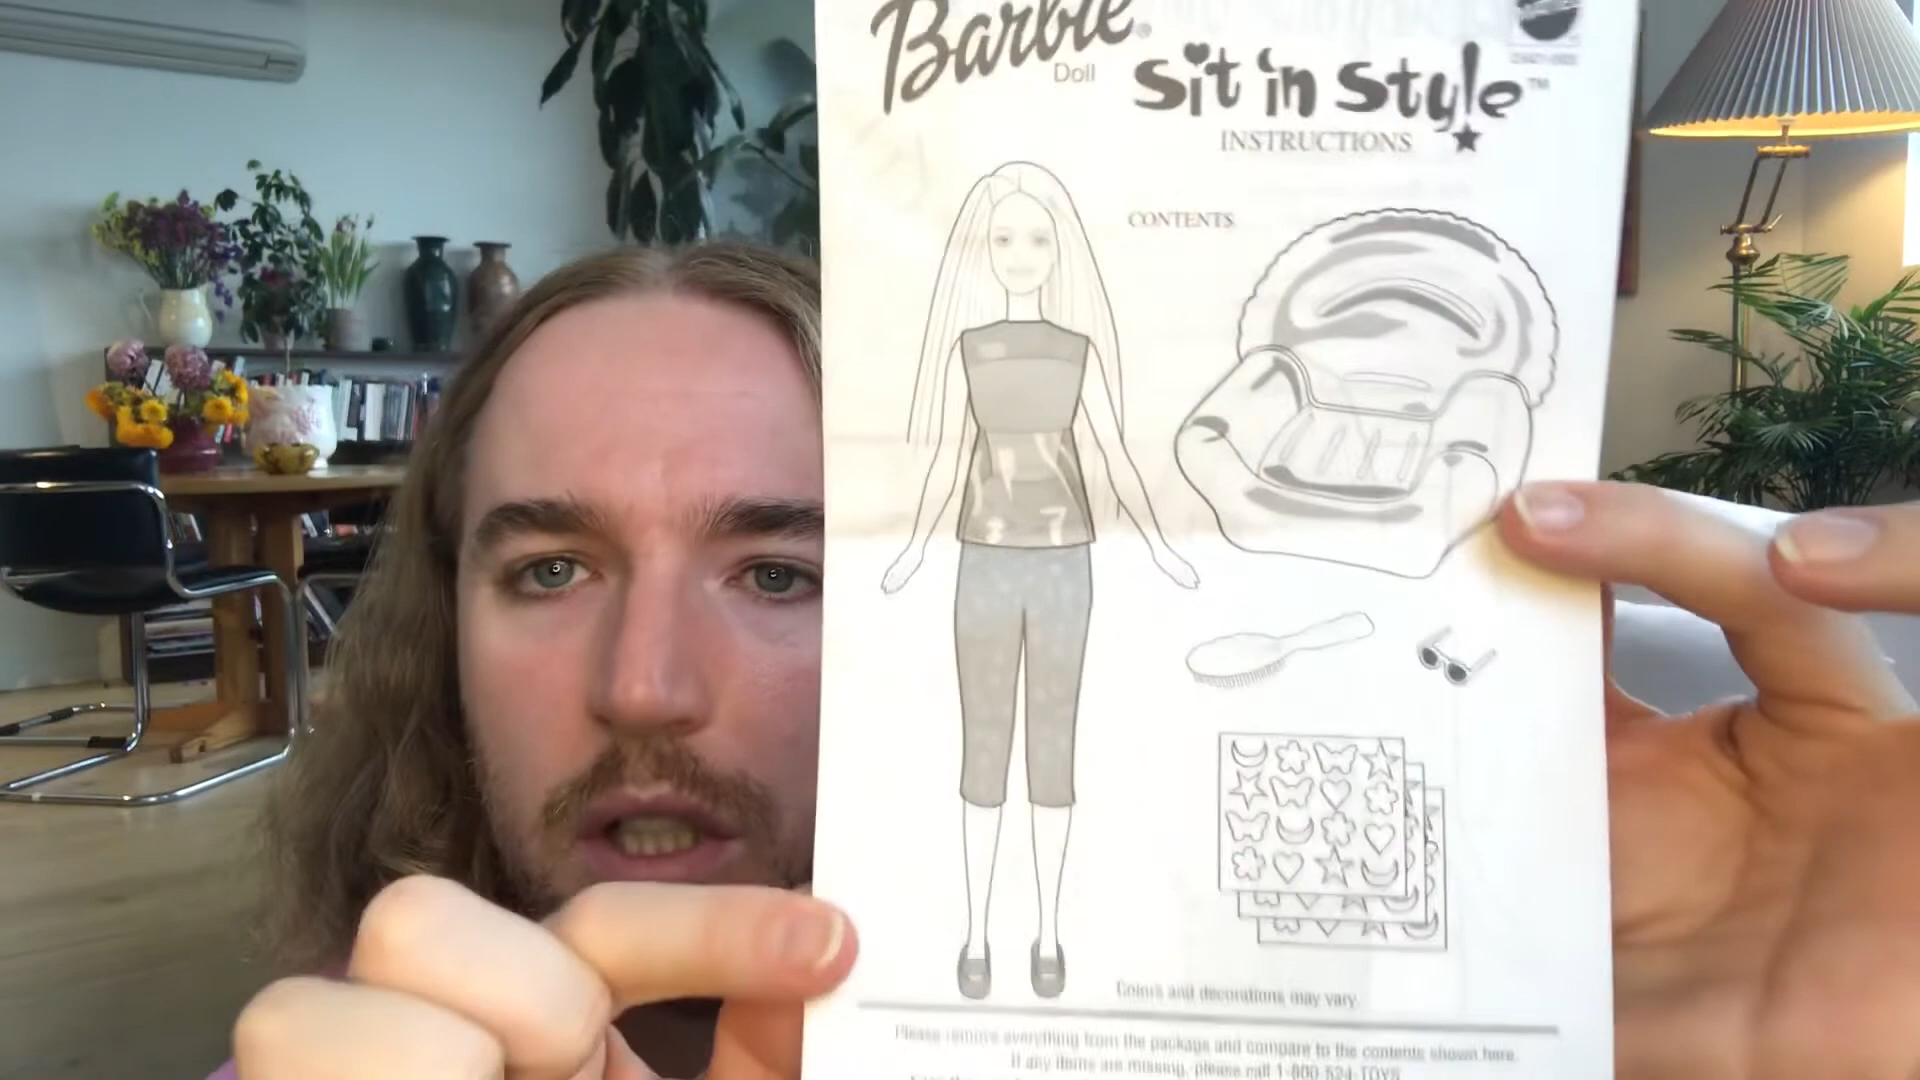 Barbie®
Doll
Sit in Style™
INSTRUCTIONS
CONTENTS
Colors and decorations may vary.
Please remove everything from the package and compare to the contents shown here.
If any items are missing, please call 1-800-524-TOYS.